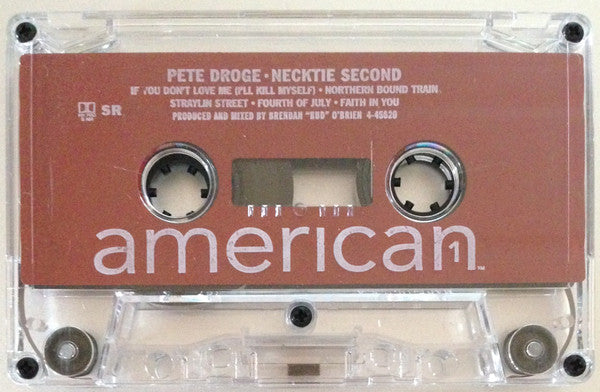 PETE DROGE • NECKTIE SECOND
IF YOU DON'T LOVE ME (I'LL KILL MYSELF) • NORTHERN BOUND TRAIN
STRAYLIN STREET • FOURTH OF JULY • FAITH IN YOU
SR
PRODUCED AND MIXED BY BRENDAN "BUD" O'BRIEN 4-45620
american
1
™